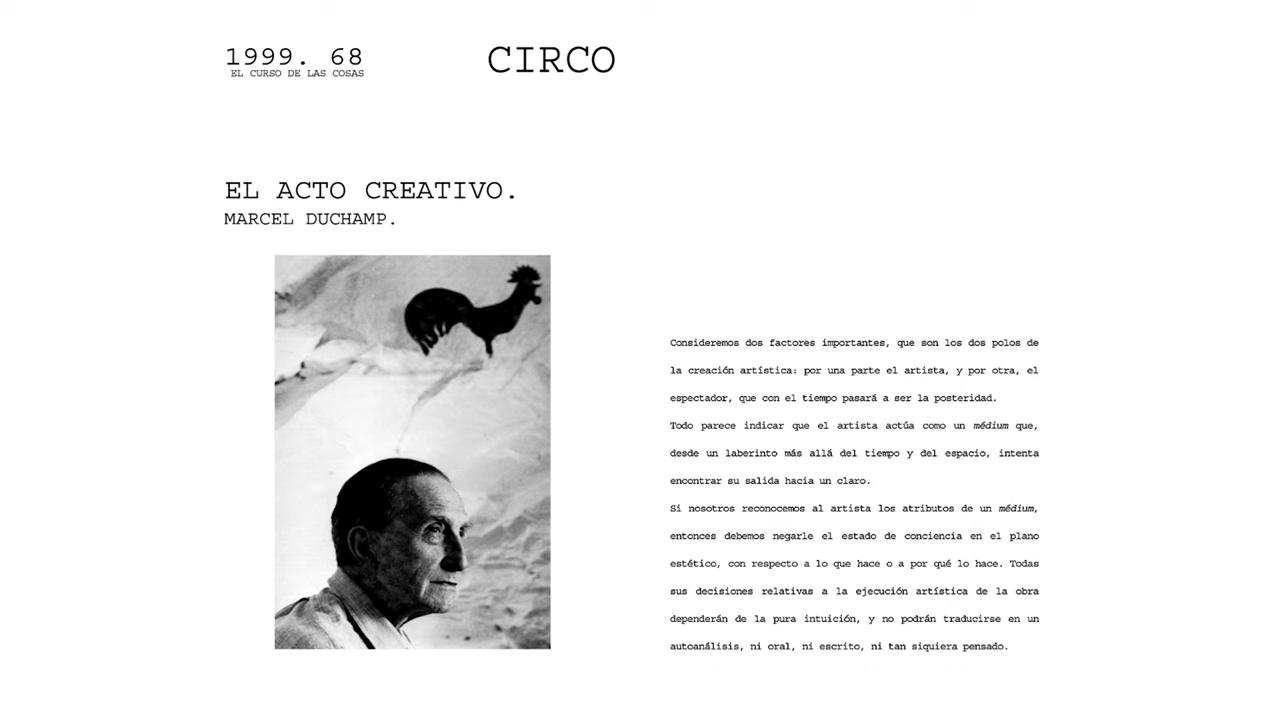 1999. 68
EL CURSO DE LAS COSAS
CIRCO
EL ACTO CREATIVO.
MARCEL DUCHAMP.
Consideremos dos factores importantes, que son los dos polos de
la creación artística: por una parte el artista, y por otra, el
espectador, que con el tiempo pasará a ser la posteridad.
Todo parece indicar que el artista actúa como un médium que,
desde un laberinto más allá del tiempo y del espacio, intenta
encontrar su salida hacia un claro.
Si nosotros reconocemos al artista los atributos de un médium,
entonces debemos negarle el estado de conciencia en el plano
estético, con respecto a lo que hace o a por qué lo hace. Todas
sus decisiones relativas a la ejecución artística de la obra
dependerán de la pura intuición, y no podrán traducirse en un
autoanálisis, ni oral, ni escrito, ni tan siquiera pensado.